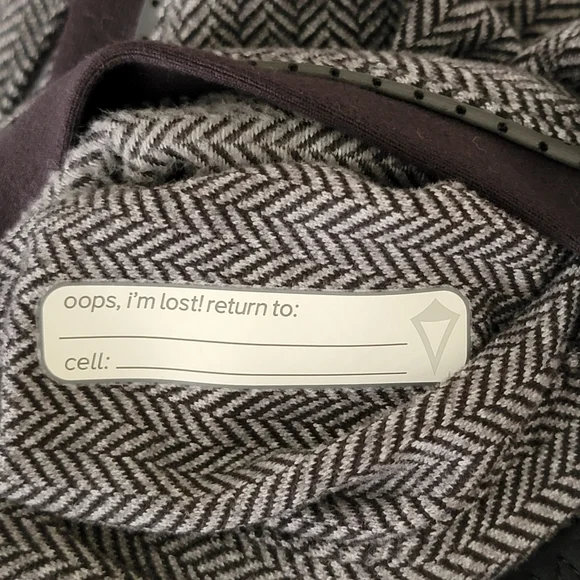 oops, i'm lost! return to:
cell: